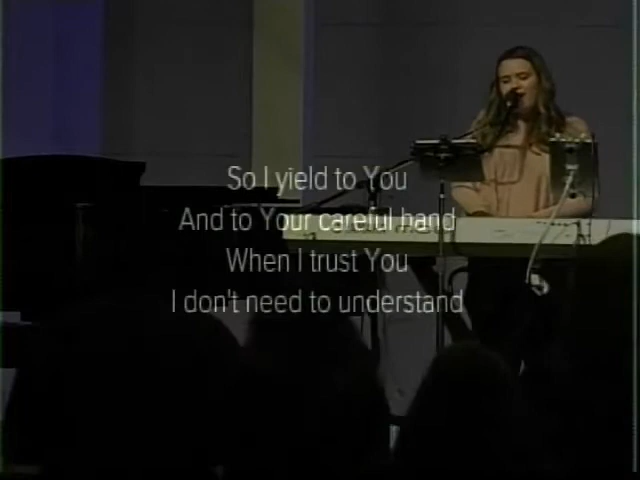 So I yield to You
And to Your careful hand
When I trust You
I don't need to understand